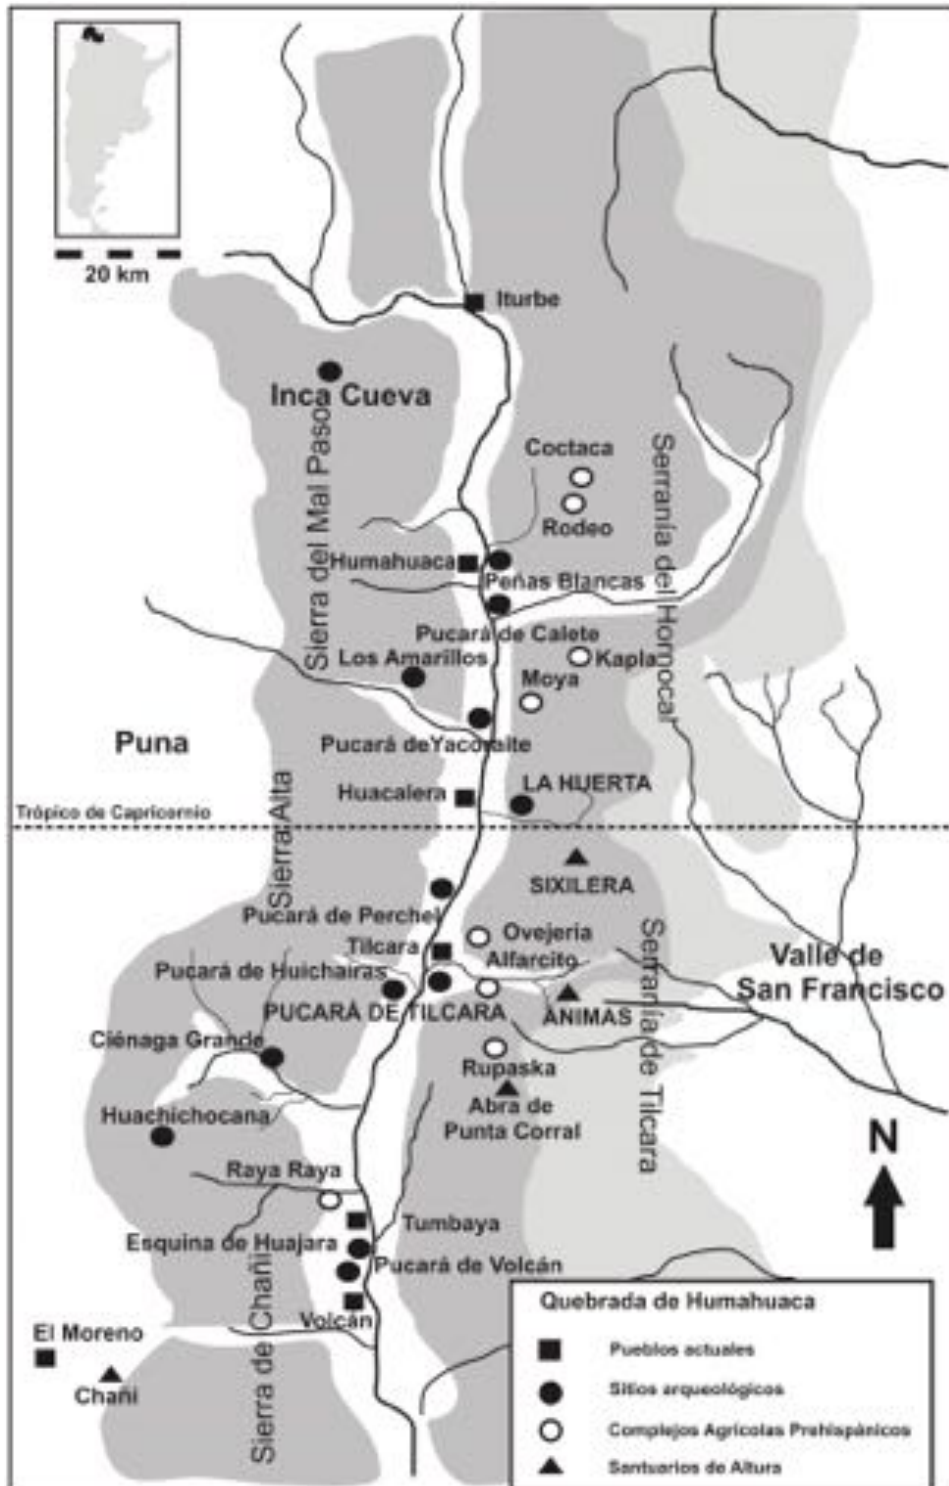 20 km
Iturbe
Inca Cueva
Sierra del Mal Paso
Coctaca
Rodeo
Serranía del Hornocal
Humahuaca
Peñas Blancas
Pucará de Calete
Los Amarillos
Kapla
Moya
Puna
Pucará deYacoraite
Huacalera
LA HUERTA
Trópico de Capricornio
Sierra Alta
SIXILERA
Pucará de Perchel
Tilcara
Ovejeria
Alfarcito
Pucará de Huichairas
PUCARÁ DE TILCARA
ANIMAS
Serranía de Tilcara
Valle de
San Francisco
Ciénaga Grande
Rupaska
Huachichocana
Abra de
Punta Corral
N
Raya Raya
Tumbaya
Esquina de Huajara
Pucará de Volcán
Volcán
Sierra de Chañi
El Moreno
Chañi
Quebrada de Humahuaca
Pueblos actuales
Sitios arqueológicos
Complejos Agrícolas Prehispánicos
Santuarios de Altura